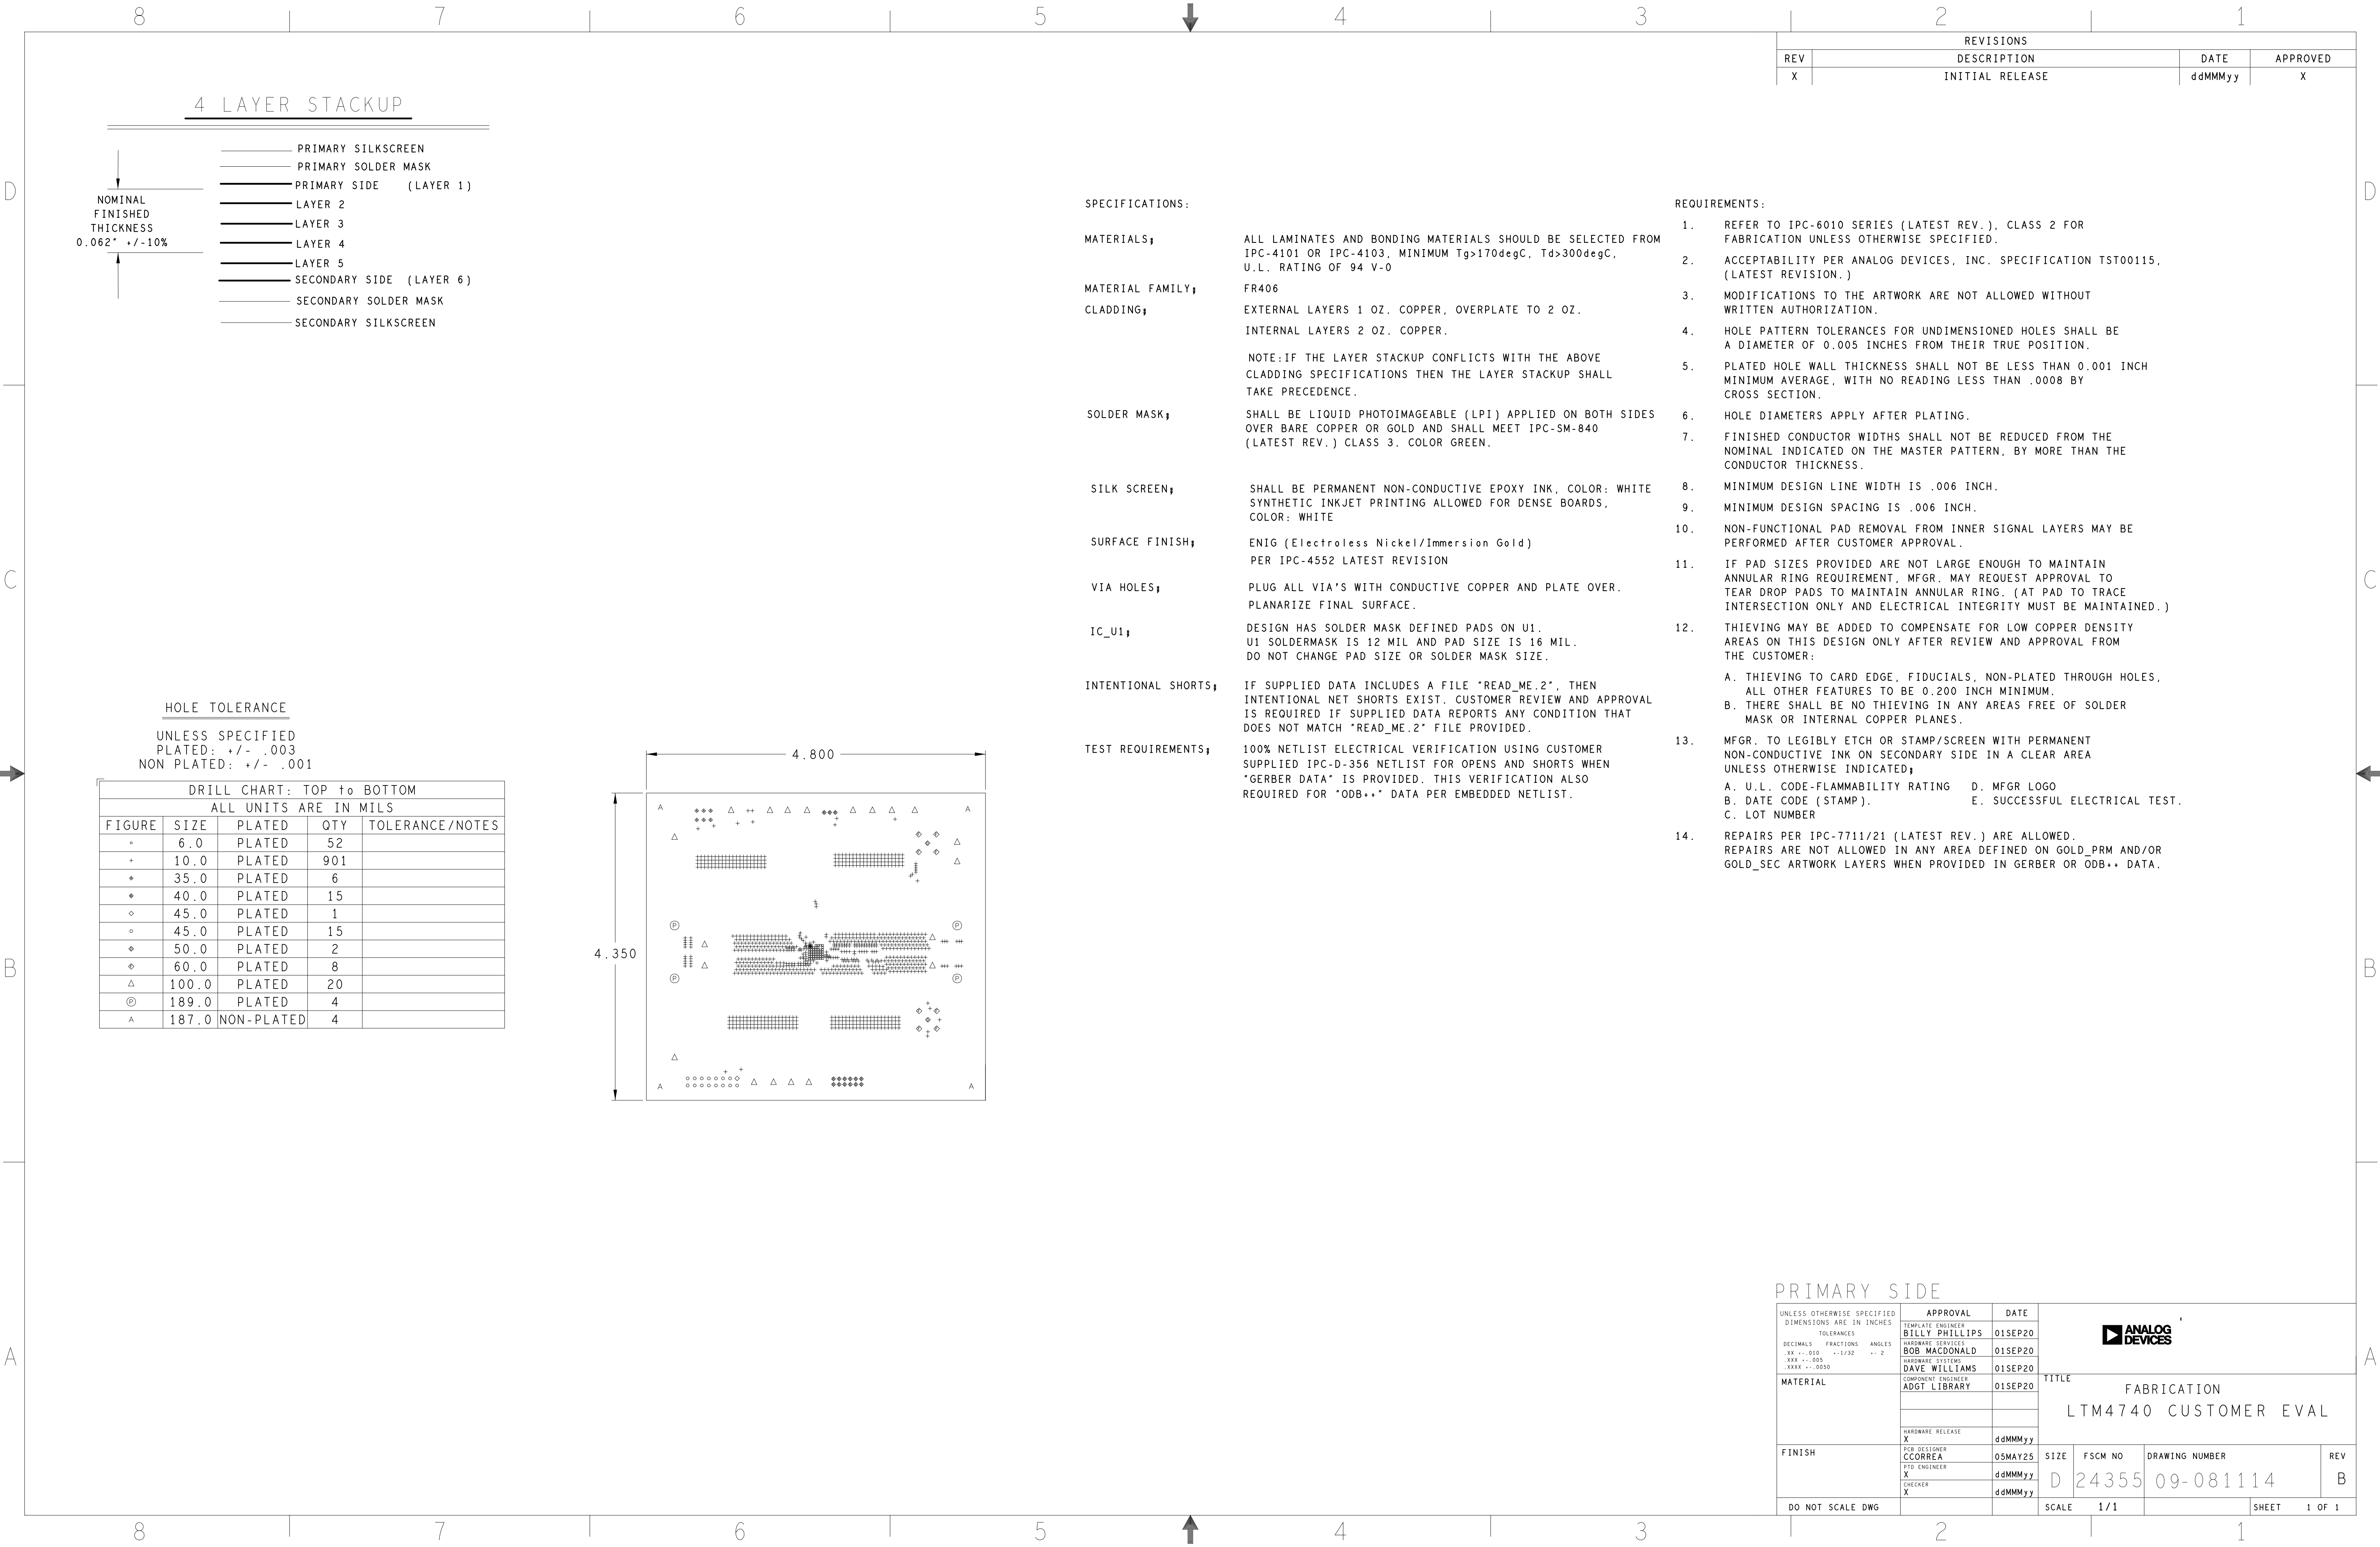 8 7 6 5 4 3 2 1
REVISIONS
REV DESCRIPTION DATE APPROVED
X INITIAL RELEASE ddMMMyy X
4 LAYER STACKUP
PRIMARY SILKSCREEN
PRIMARY SOLDER MASK
PRIMARY SIDE (LAYER 1)
LAYER 2
LAYER 3
LAYER 4
LAYER 5
SECONDARY SIDE (LAYER 6)
SECONDARY SOLDER MASK
SECONDARY SILKSCREEN
NOMINAL
FINISHED
THICKNESS
0.062" +/-10%
D
D
C
C
B
B
A
A
SPECIFICATIONS:
MATERIALS; ALL LAMINATES AND BONDING MATERIALS SHOULD BE SELECTED FROM
IPC-4101 OR IPC-4103, MINIMUM Tg>170degC, Td>300degC,
U.L. RATING OF 94 V-0
MATERIAL FAMILY; FR406
CLADDING; EXTERNAL LAYERS 1 OZ. COPPER, OVERPLATE TO 2 OZ.
INTERNAL LAYERS 2 OZ. COPPER.
NOTE:IF THE LAYER STACKUP CONFLICTS WITH THE ABOVE
CLADDING SPECIFICATIONS THEN THE LAYER STACKUP SHALL
TAKE PRECEDENCE.
SOLDER MASK; SHALL BE LIQUID PHOTOIMAGEABLE (LPI) APPLIED ON BOTH SIDES
OVER BARE COPPER OR GOLD AND SHALL MEET IPC-SM-840
(LATEST REV.) CLASS 3. COLOR GREEN.
SILK SCREEN; SHALL BE PERMANENT NON-CONDUCTIVE EPOXY INK, COLOR: WHITE
SYNTHETIC INKJET PRINTING ALLOWED FOR DENSE BOARDS,
COLOR: WHITE
SURFACE FINISH; ENIG (Electroless Nickel/Immersion Gold)
PER IPC-4552 LATEST REVISION
VIA HOLES; PLUG ALL VIA'S WITH CONDUCTIVE COPPER AND PLATE OVER.
PLANARIZE FINAL SURFACE.
IC_U1; DESIGN HAS SOLDER MASK DEFINED PADS ON U1.
U1 SOLDERMASK IS 12 MIL AND PAD SIZE IS 16 MIL.
DO NOT CHANGE PAD SIZE OR SOLDER MASK SIZE.
INTENTIONAL SHORTS; IF SUPPLIED DATA INCLUDES A FILE "READ_ME.2", THEN
INTENTIONAL NET SHORTS EXIST. CUSTOMER REVIEW AND APPROVAL
IS REQUIRED IF SUPPLIED DATA REPORTS ANY CONDITION THAT
DOES NOT MATCH "READ_ME.2" FILE PROVIDED.
TEST REQUIREMENTS; 100% NETLIST ELECTRICAL VERIFICATION USING CUSTOMER
SUPPLIED IPC-D-356 NETLIST FOR OPENS AND SHORTS WHEN
"GERBER DATA" IS PROVIDED. THIS VERIFICATION ALSO
REQUIRED FOR "ODB++" DATA PER EMBEDDED NETLIST.
REQUIREMENTS:
1. REFER TO IPC-6010 SERIES (LATEST REV.), CLASS 2 FOR
FABRICATION UNLESS OTHERWISE SPECIFIED.
2. ACCEPTABILITY PER ANALOG DEVICES, INC. SPECIFICATION TST00115,
(LATEST REVISION.)
3. MODIFICATIONS TO THE ARTWORK ARE NOT ALLOWED WITHOUT
WRITTEN AUTHORIZATION.
4. HOLE PATTERN TOLERANCES FOR UNDIMENSIONED HOLES SHALL BE
A DIAMETER OF 0.005 INCHES FROM THEIR TRUE POSITION.
5. PLATED HOLE WALL THICKNESS SHALL NOT BE LESS THAN 0.001 INCH
MINIMUM AVERAGE, WITH NO READING LESS THAN .0008 BY
CROSS SECTION.
6. HOLE DIAMETERS APPLY AFTER PLATING.
7. FINISHED CONDUCTOR WIDTHS SHALL NOT BE REDUCED FROM THE
NOMINAL INDICATED ON THE MASTER PATTERN, BY MORE THAN THE
CONDUCTOR THICKNESS.
8. MINIMUM DESIGN LINE WIDTH IS .006 INCH.
9. MINIMUM DESIGN SPACING IS .006 INCH.
10. NON-FUNCTIONAL PAD REMOVAL FROM INNER SIGNAL LAYERS MAY BE
PERFORMED AFTER CUSTOMER APPROVAL.
11. IF PAD SIZES PROVIDED ARE NOT LARGE ENOUGH TO MAINTAIN
ANNULAR RING REQUIREMENT, MFGR. MAY REQUEST APPROVAL TO
TEAR DROP PADS TO MAINTAIN ANNULAR RING. (AT PAD TO TRACE
INTERSECTION ONLY AND ELECTRICAL INTEGRITY MUST BE MAINTAINED.)
12. THIEVING MAY BE ADDED TO COMPENSATE FOR LOW COPPER DENSITY
AREAS ON THIS DESIGN ONLY AFTER REVIEW AND APPROVAL FROM
THE CUSTOMER:
A. THIEVING TO CARD EDGE, FIDUCIALS, NON-PLATED THROUGH HOLES,
ALL OTHER FEATURES TO BE 0.200 INCH MINIMUM.
B. THERE SHALL BE NO THIEVING IN ANY AREAS FREE OF SOLDER
MASK OR INTERNAL COPPER PLANES.
13. MFGR. TO LEGIBLY ETCH OR STAMP/SCREEN WITH PERMANENT
NON-CONDUCTIVE INK ON SECONDARY SIDE IN A CLEAR AREA
UNLESS OTHERWISE INDICATED;
A. U.L. CODE-FLAMMABILITY RATING D. MFGR LOGO
B. DATE CODE (STAMP). E. SUCCESSFUL ELECTRICAL TEST.
C. LOT NUMBER
14. REPAIRS PER IPC-7711/21 (LATEST REV.) ARE ALLOWED.
REPAIRS ARE NOT ALLOWED IN ANY AREA DEFINED ON GOLD_PRM AND/OR
GOLD_SEC ARTWORK LAYERS WHEN PROVIDED IN GERBER OR ODB++ DATA.
HOLE TOLERANCE
UNLESS SPECIFIED
PLATED: +/- .003
NON PLATED: +/- .001
DRILL CHART: TOP to BOTTOM
ALL UNITS ARE IN MILS
FIGURE SIZE PLATED QTY TOLERANCE/NOTES
6.0 PLATED 52
10.0 PLATED 901
35.0 PLATED 6
40.0 PLATED 15
45.0 PLATED 1
45.0 PLATED 15
50.0 PLATED 2
60.0 PLATED 8
100.0 PLATED 20
P 189.0 PLATED 4
A 187.0 NON-PLATED 4
4.800
4.350
A A
P P
P P
A A
PRIMARY SIDE
UNLESS OTHERWISE SPECIFIED
DIMENSIONS ARE IN INCHES
TOLERANCES
DECIMALS FRACTIONS ANGLES
.XX +-.010 +-1/32 +- 2
.XXX +-.005
.XXXX +-.0050
MATERIAL
FINISH
DO NOT SCALE DWG
APPROVAL DATE
TEMPLATE ENGINEER
BILLY PHILLIPS 01SEP20
HARDWARE SERVICES
BOB MACDONALD 01SEP20
HARDWARE SYSTEMS
DAVE WILLIAMS 01SEP20
COMPONENT ENGINEER
ADGT LIBRARY 01SEP20
HARDWARE RELEASE
X ddMMMyy
PCB DESIGNER
CCORREA 05MAY25
PTD ENGINEER
X ddMMMyy
CHECKER
X ddMMMyy
ANALOG
DEVICES
TITLE
FABRICATION
LTM4740 CUSTOMER EVAL
SIZE FSCM NO DRAWING NUMBER REV
D 24355 09-081114 B
SCALE 1/1 SHEET 1 OF 1
8 7 6 5 4 3 2 1